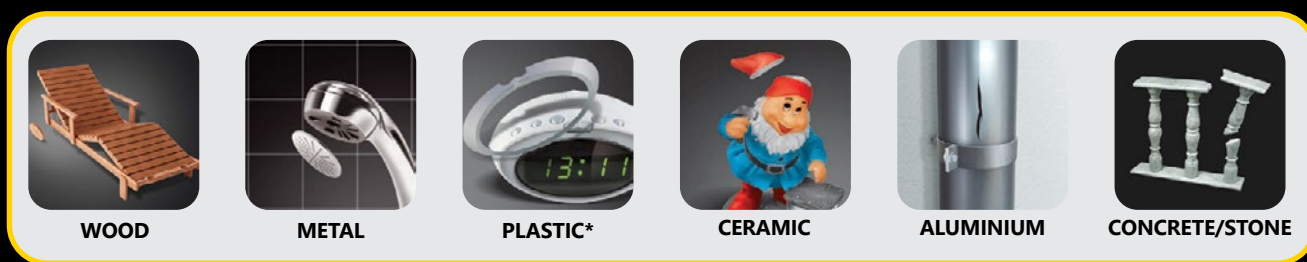 13:11
WOOD
METAL
PLASTIC*
CERAMIC
ALUMINIUM
CONCRETE/STONE